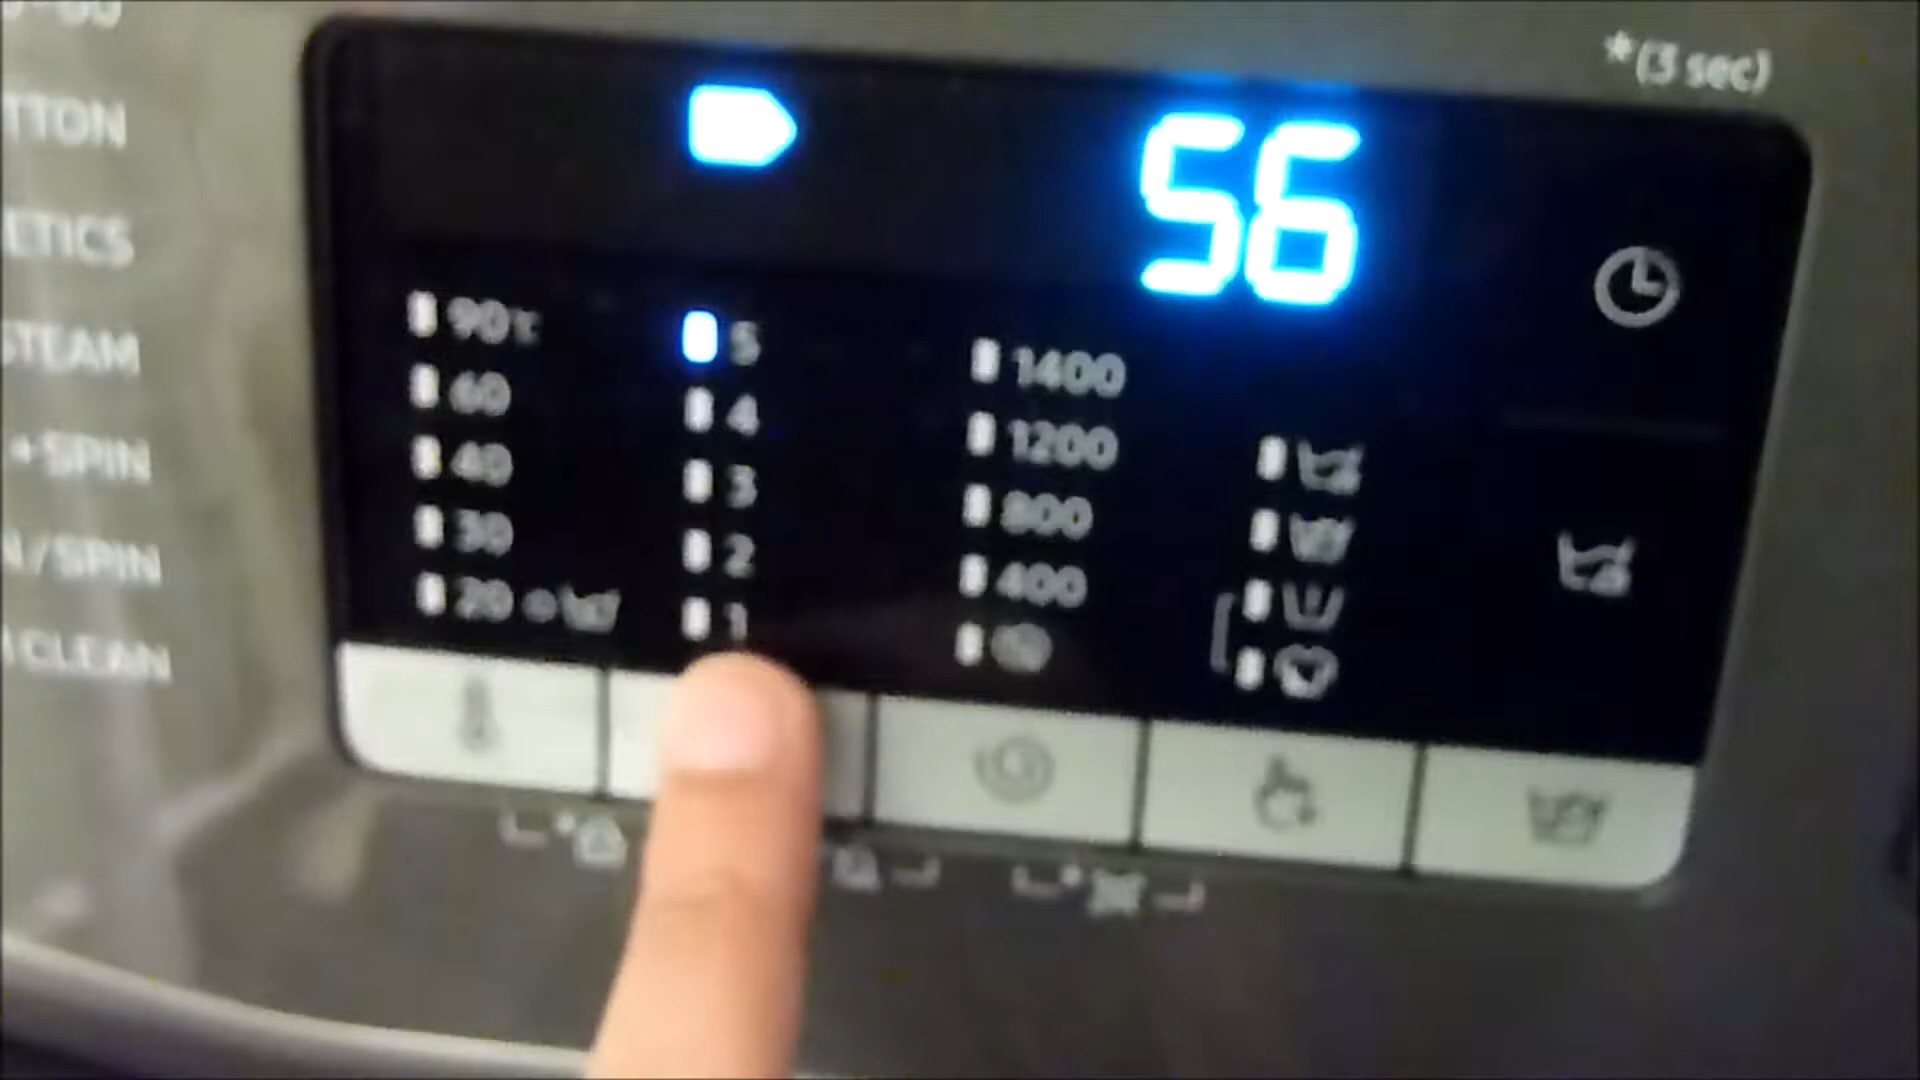 *(3 sec)
TTON
ETICS
STEAM
+SPIN
N/SPIN
CLEAN
56
90℃
60
40
30
20
5
4
3
2
1
1400
1200
800
400